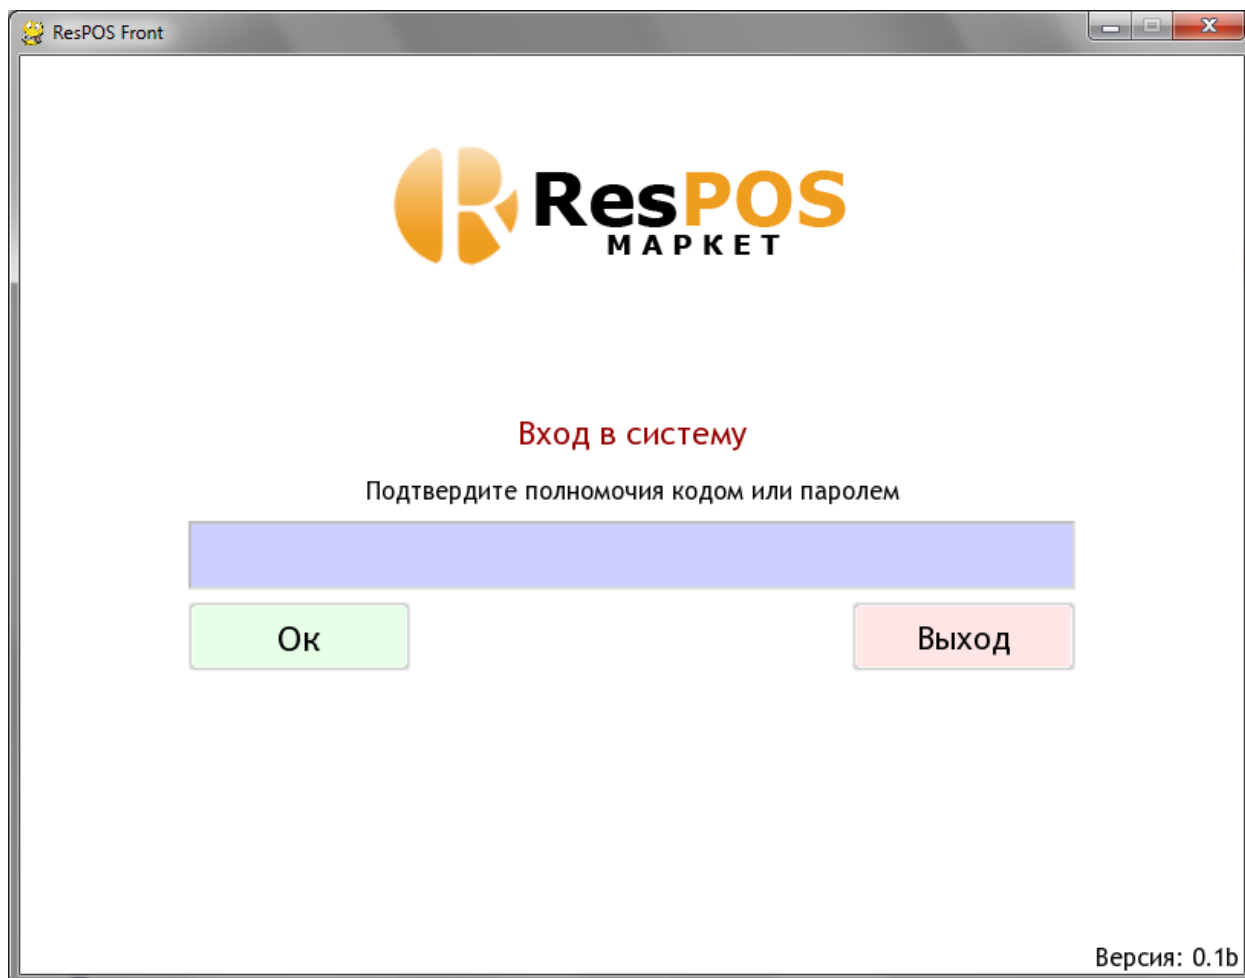 ResPOS Front
ResPOS
МАРКЕТ
Вход в систему
Подтвердите полномочия кодом или паролем
Ок
Выход
Версия: 0.1b